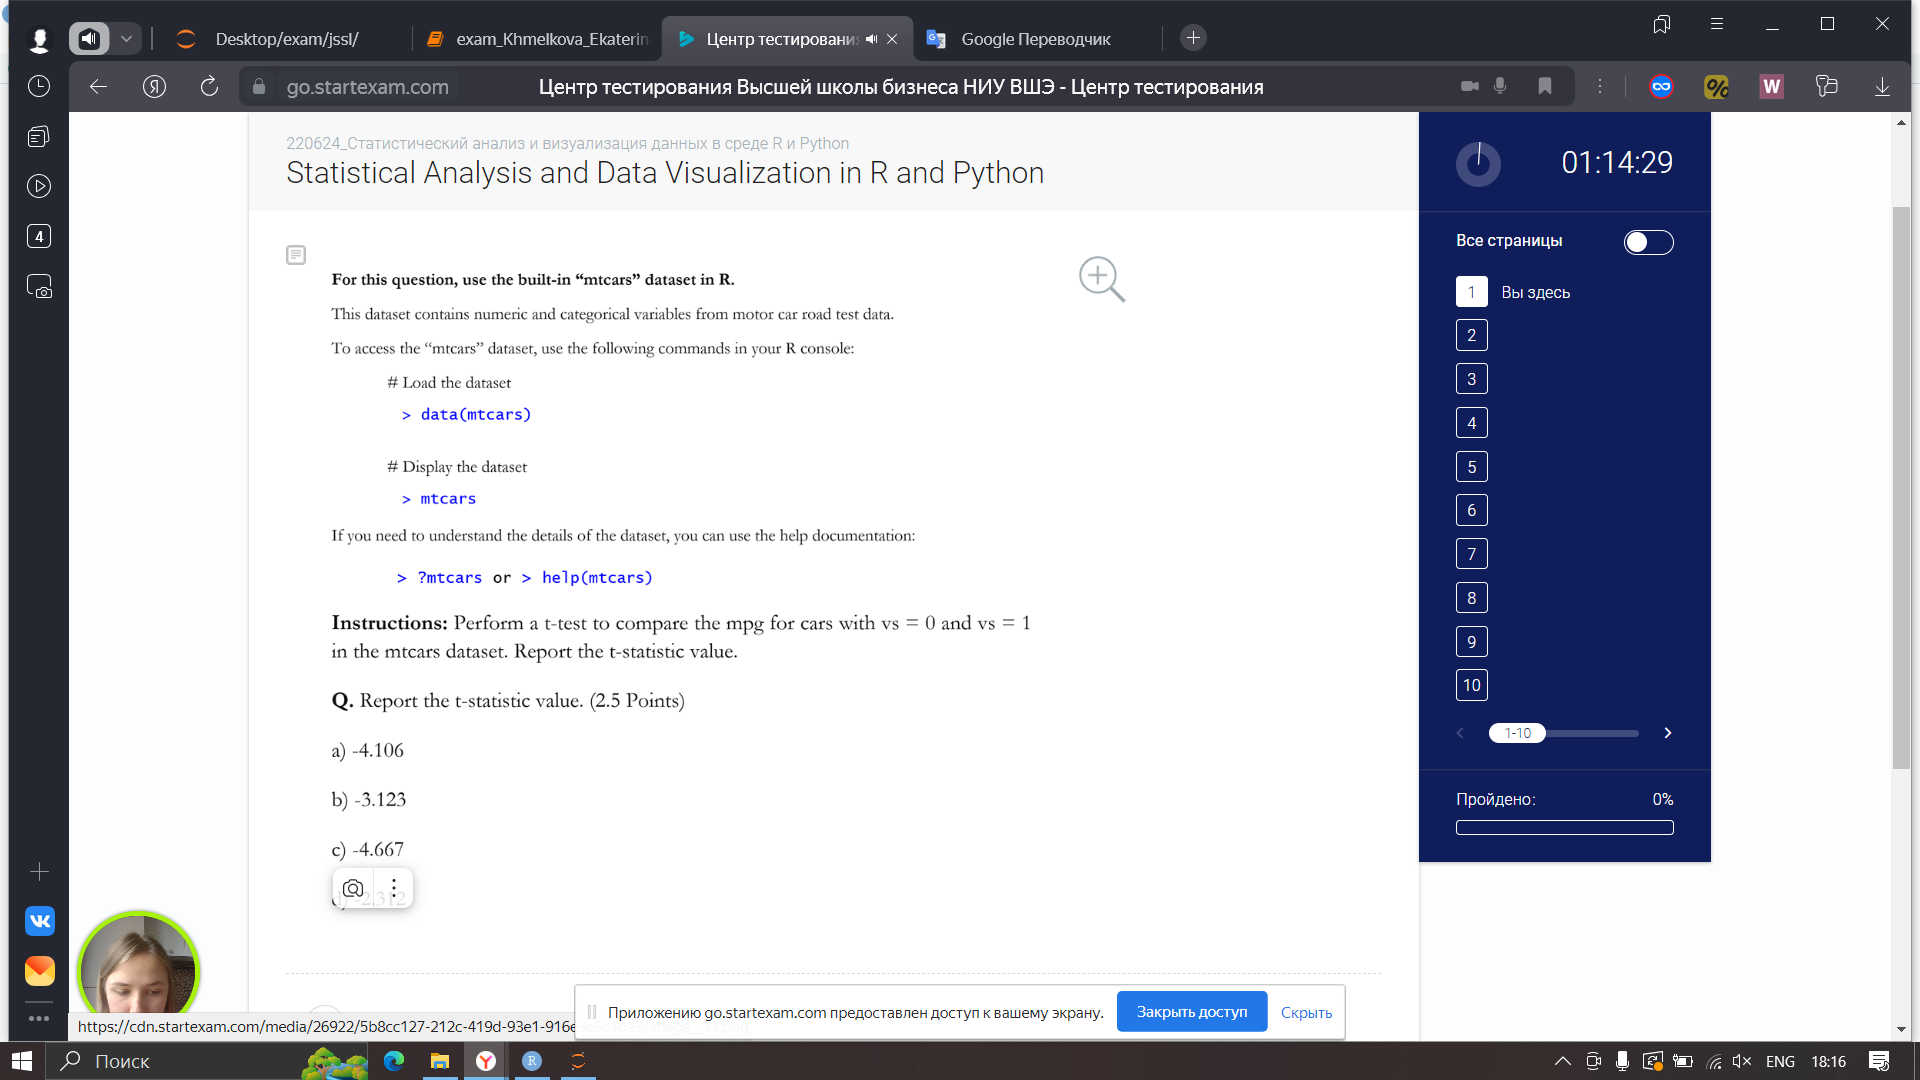 Desktop/exam/jssl/
exam_Khmelkova_Ekaterin
Центр тестирования
Google Переводчик
go.startexam.com
Центр тестирования Высшей школы бизнеса НИУ ВШЭ - Центр тестирования
220624_Статистический анализ и визуализация данных в среде R и Python
Statistical Analysis and Data Visualization in R and Python
01:14:29
Все страницы
1 Вы здесь
2
3
4
5
6
7
8
9
10
1-10
Пройдено: 0%
For this question, use the built-in “mtcars” dataset in R.
This dataset contains numeric and categorical variables from motor car road test data.
To access the “mtcars” dataset, use the following commands in your R console:
# Load the dataset
> data(mtcars)
# Display the dataset
> mtcars
If you need to understand the details of the dataset, you can use the help documentation:
> ?mtcars or > help(mtcars)
Instructions: Perform a t-test to compare the mpg for cars with vs = 0 and vs = 1
in the mtcars dataset. Report the t-statistic value.
Q. Report the t-statistic value. (2.5 Points)
a) -4.106
b) -3.123
c) -4.667
d) -2.312
Приложению go.startexam.com предоставлен доступ к вашему экрану.
Закрыть доступ
Скрыть
https://cdn.startexam.com/media/26922/5b8cc127-212c-419d-93e1-916e
4
W
Поиск
ENG
18:16